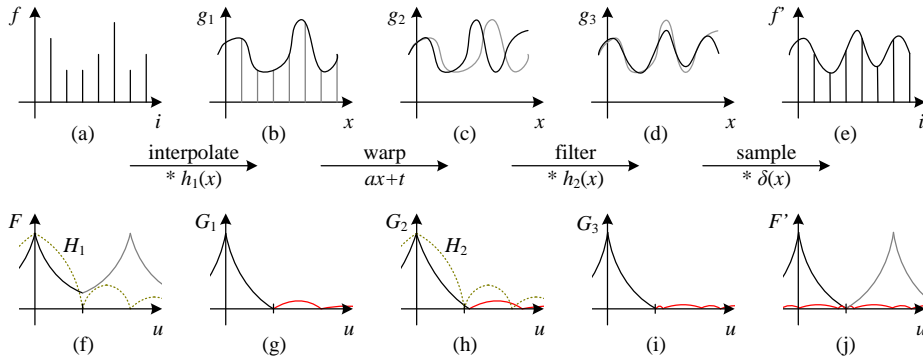 f g₁ g₂ g₃ f'
i x x x i
(a) (b) (c) (d) (e)
interpolate warp filter sample
* h₁(x) ax+t * h₂(x) * δ(x)
F H₁ G₁ G₂ H₂ G₃ F'
u u u u u
(f) (g) (h) (i) (j)